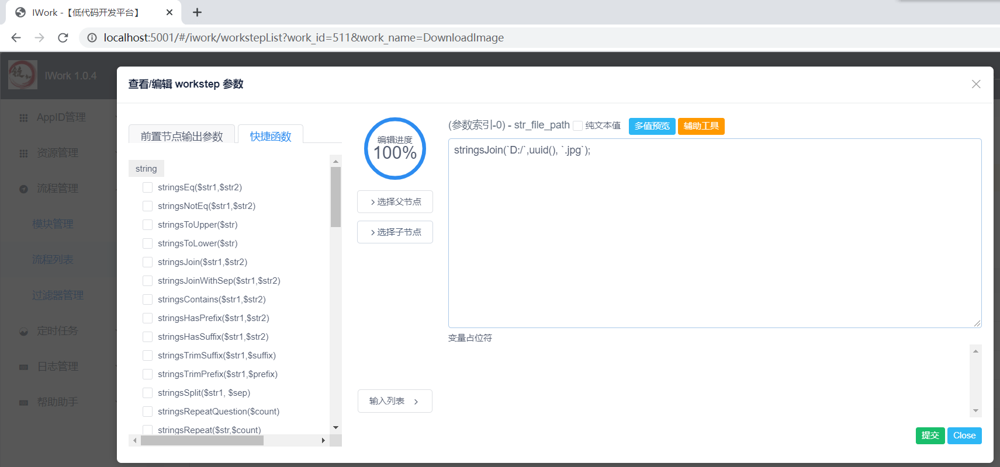 IWork -【低代码开发平台】
localhost:5001/#/iwork/workstepList?work_id=511&work_name=DownloadImage
IWork 1.0.4
AppID管理
资源管理
流程管理
模块管理
流程列表
过滤器管理
定时任务
日志管理
帮助助手
查看/编辑 workstep 参数
前置节点输出参数
快捷函数
string
stringsEq($str1,$str2)
stringsNotEq($str1,$str2)
stringsToUpper($str)
stringsToLower($str)
stringsJoin($str1,$str2)
stringsJoinWithSep($str1,$str2)
stringsContains($str1,$str2)
stringsHasPrefix($str1,$str2)
stringsHasSuffix($str1,$str2)
stringsTrimSuffix($str1,$suffix)
stringsTrimPrefix($str1,$prefix)
stringsSplit($str1, $sep)
stringsRepeatQuestion($count)
stringsRepeat($str,$count)
编辑进度
100%
选择父节点
选择子节点
输入列表
(参数索引-0) - str_file_path 纯文本值 多值预览 辅助工具
stringsJoin(`D:/`,uuid(), `.jpg`);
变量占位符
提交 Close